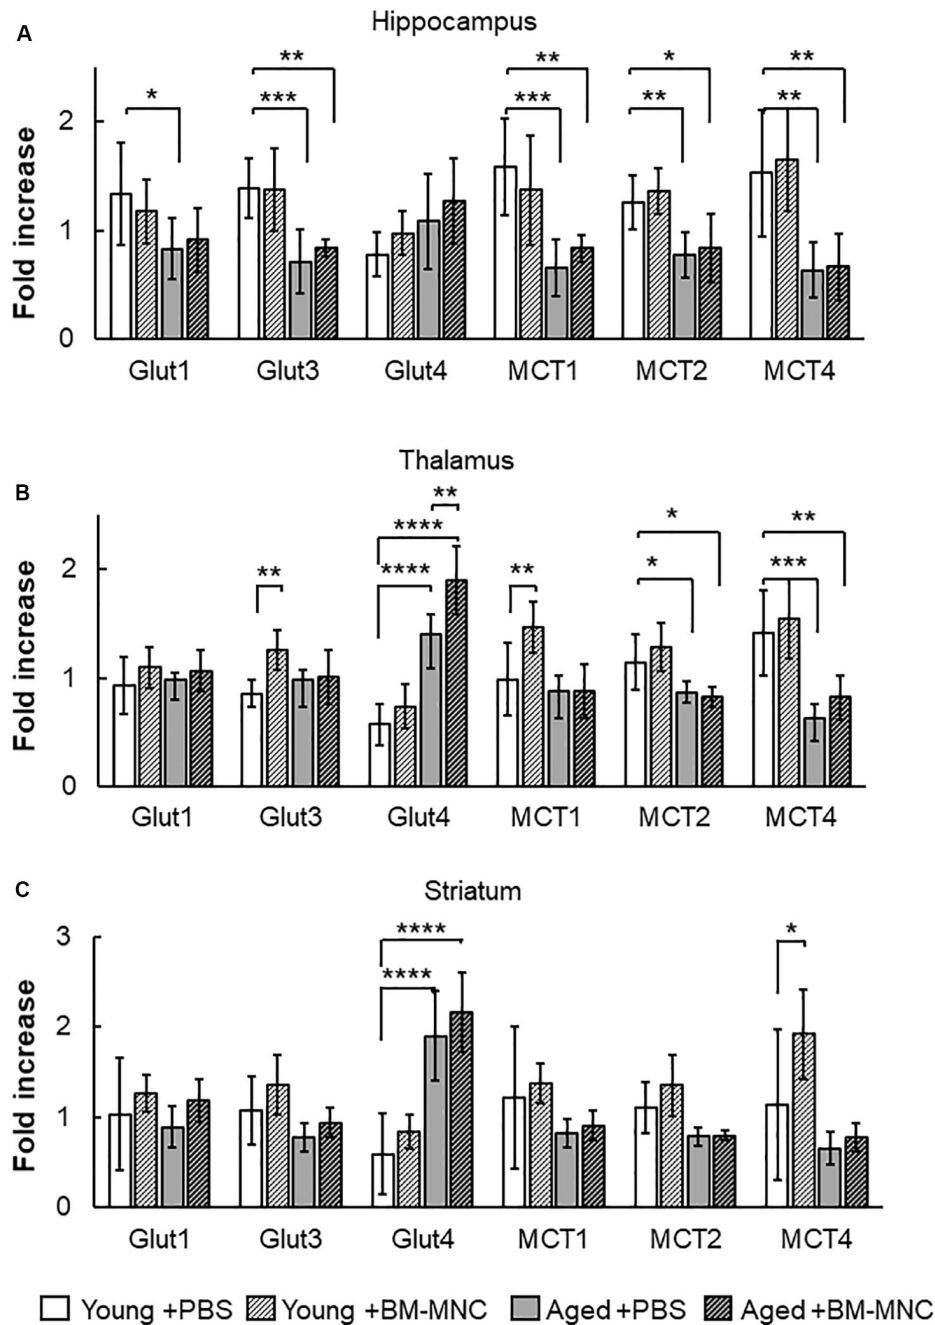 A
Hippocampus
Fold increase
2
1
0
* ** *** ** *** * ** ** **
Glut1 Glut3 Glut4 MCT1 MCT2 MCT4
B
Thalamus
Fold increase
2
1
0
** **** **** ** ** * * ** ***
Glut1 Glut3 Glut4 MCT1 MCT2 MCT4
C
Striatum
Fold increase
3
2
1
0
**** **** *
Glut1 Glut3 Glut4 MCT1 MCT2 MCT4
Young +PBS Young +BM-MNC Aged +PBS Aged +BM-MNC